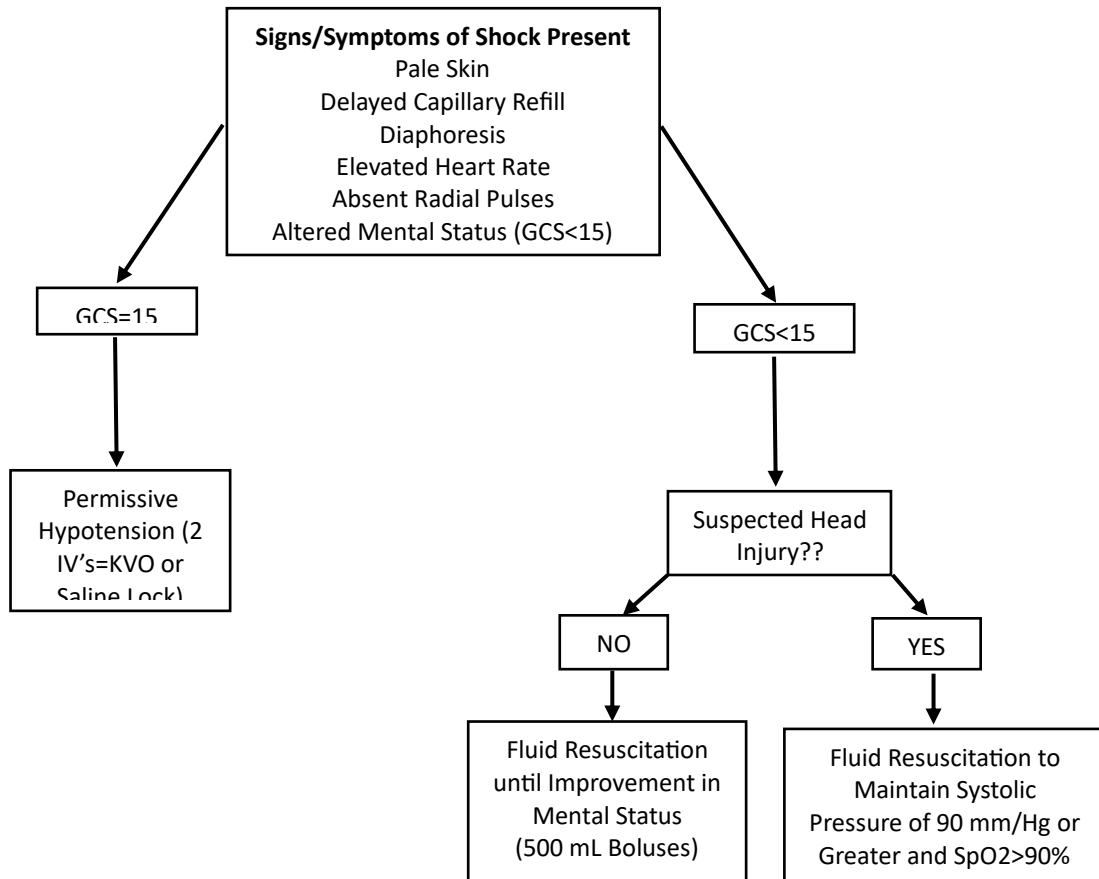 Signs/Symptoms of Shock Present
Pale Skin
Delayed Capillary Refill
Diaphoresis
Elevated Heart Rate
Absent Radial Pulses
Altered Mental Status (GCS<15)
GCS=15
GCS<15
Permissive
Hypotension (2
IV's=KVO or
Saline Lock)
Suspected Head
Injury??
NO
YES
Fluid Resuscitation
until Improvement in
Mental Status
(500 mL Boluses)
Fluid Resuscitation to
Maintain Systolic
Pressure of 90 mm/Hg or
Greater and SpO2>90%